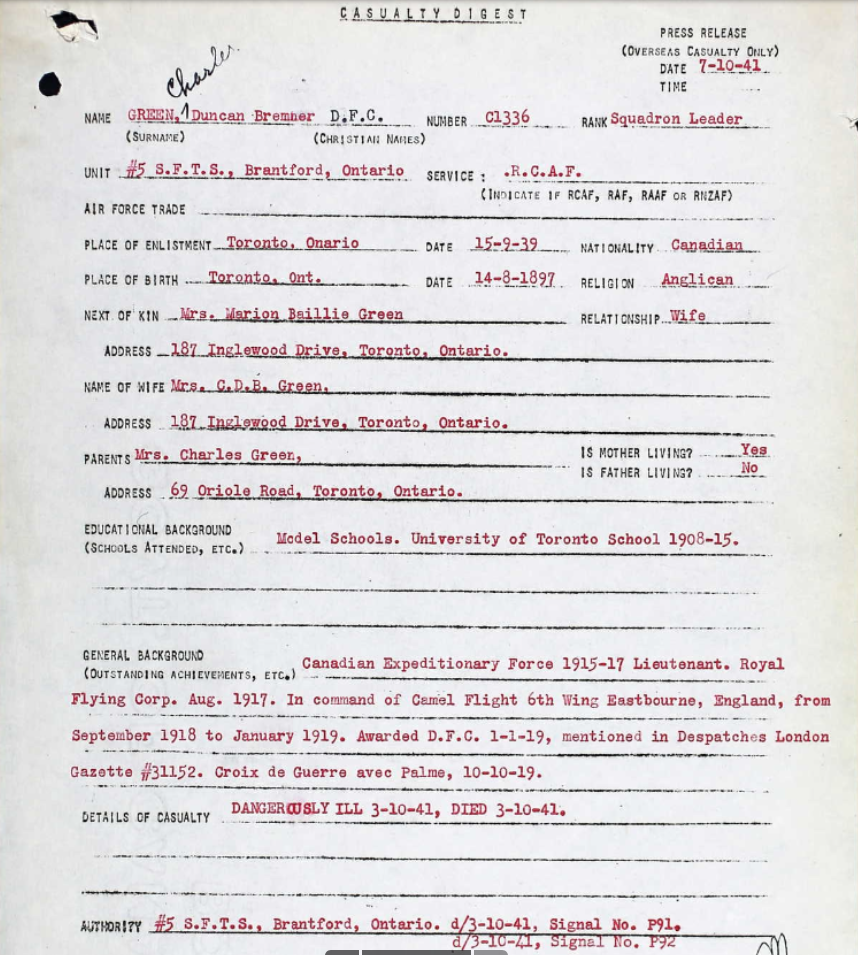 CASUALTY DIGEST
PRESS RELEASE
(OVERSEAS CASUALTY ONLY)
DATE 7-10-41
TIME
Charles
NAME GREEN, Duncan Bremner D.F.C. NUMBER C1336 RANK Squadron Leader
(SURNAME) (CHRISTIAN NAMES)
UNIT #5 S.F.T.S., Brantford, Ontario SERVICE: .R.C.A.F.
(INDICATE IF RCAF, RAF, RAAF OR RNZAF)
AIR FORCE TRADE
PLACE OF ENLISTMENT Toronto, Onario DATE 15-9-39 NATIONALITY Canadian
PLACE OF BIRTH Toronto, Ont. DATE 14-8-1897 RELIGION Anglican
NEXT OF KIN Mrs. Marion Baillie Green RELATIONSHIP Wife
ADDRESS 187 Inglewood Drive, Toronto, Ontario.
NAME OF WIFE Mrs. C.D.B. Green,
ADDRESS 187 Inglewood Drive, Toronto, Ontario.
PARENTS Mrs. Charles Green, IS MOTHER LIVING? Yes
IS FATHER LIVING? No
ADDRESS 69 Oriole Road, Toronto, Ontario.
EDUCATIONAL BACKGROUND
(SCHOOLS ATTENDED, ETC.) Model Schools. University of Toronto School 1908-15.
GENERAL BACKGROUND
(OUTSTANDING ACHIEVEMENTS, ETC.) Canadian Expeditionary Force 1915-17 Lieutenant. Royal
Flying Corp. Aug. 1917. In command of Camel Flight 6th Wing Eastbourne, England, from
September 1918 to January 1919. Awarded D.F.C. 1-1-19, mentioned in Despatches London
Gazette #31152. Croix de Guerre avec Palme, 10-10-19.
DETAILS OF CASUALTY DANGEROUSLY ILL 3-10-41, DIED 3-10-41.
AUTHORITY #5 S.F.T.S., Brantford, Ontario. d/3-10-41, Signal No. P91.
d/3-10-41, Signal No. P92